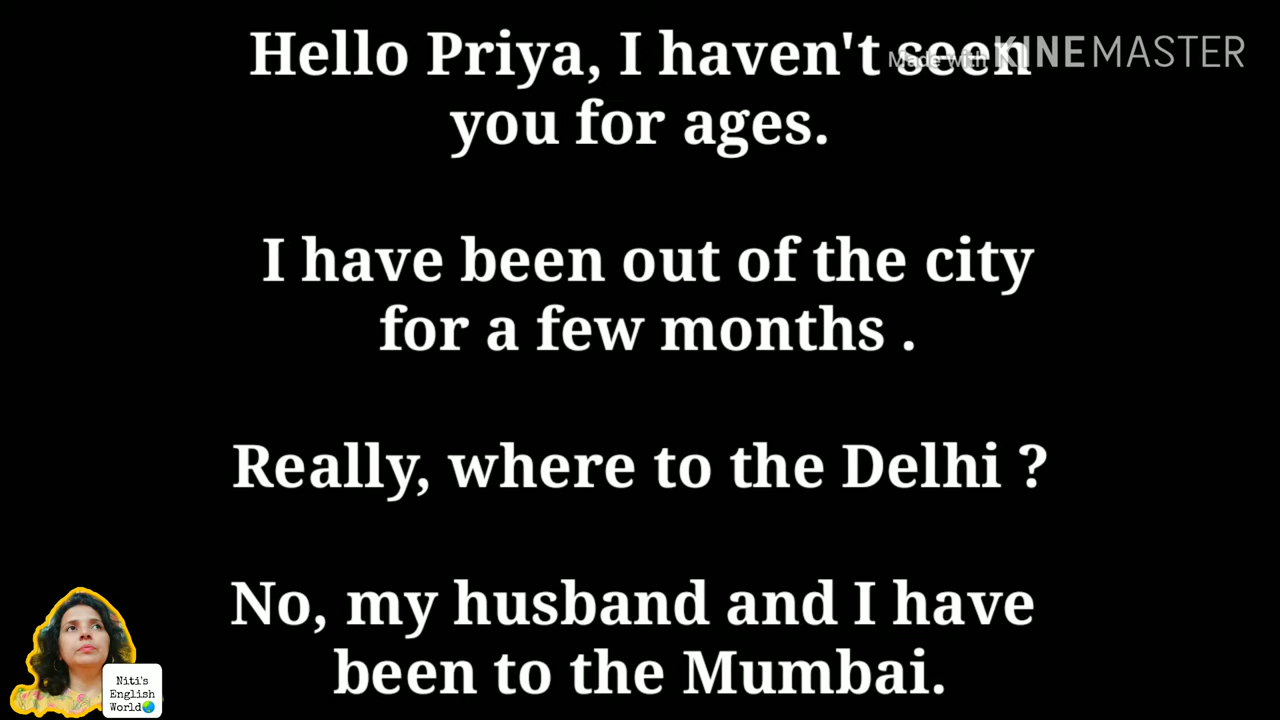 Hello Priya, I haven't seen
Made with KINEMASTER
you for ages.
I have been out of the city
for a few months .
Really, where to the Delhi ?
No, my husband and I have
been to the Mumbai.
Niti's
English
World